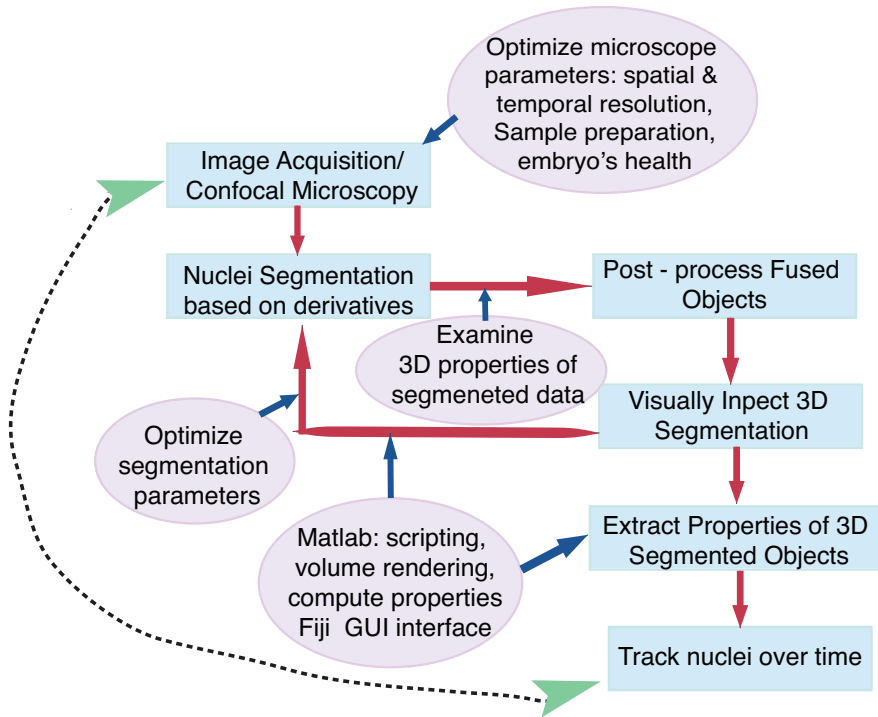 Optimize microscope
parameters: spatial &
temporal resolution,
Sample preparation,
embryo's health
Image Acquisition/
Confocal Microscopy
Nuclei Segmentation
based on derivatives
Post - process Fused
Objects
Examine
3D properties of
segmeneted data
Visually Inpect 3D
Segmentation
Optimize
segmentation
parameters
Matlab: scripting,
volume rendering,
compute properties
Fiji GUI interface
Extract Properties of 3D
Segmented Objects
Track nuclei over time